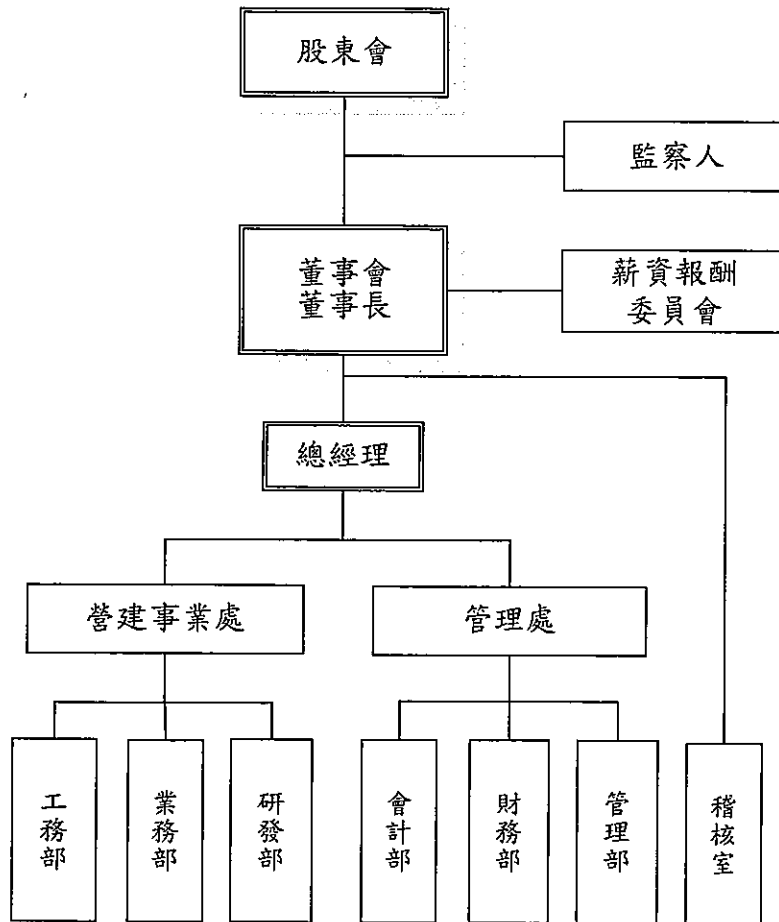 股東會
監察人
董事會
董事長
薪資報酬
委員會
總經理
營建事業處
管理處
工務部
業務部
研發部
會計部
財務部
管理部
稽核室